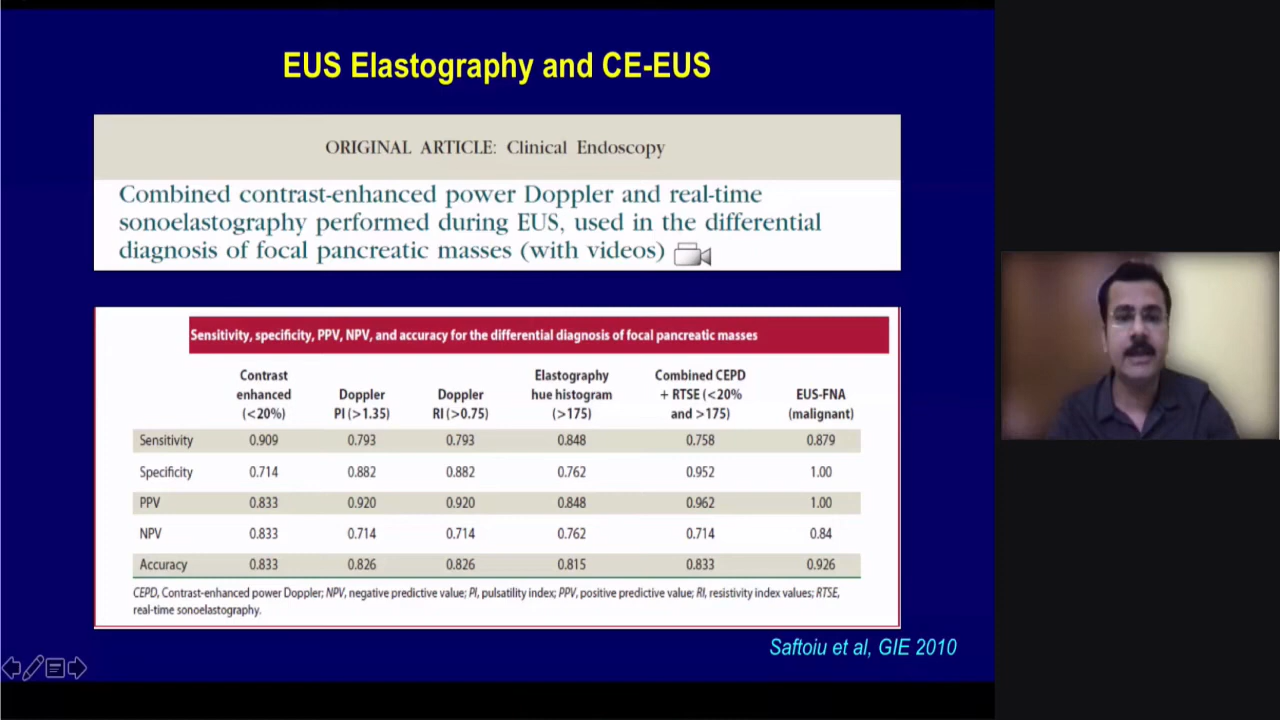 EUS Elastography and CE-EUS
ORIGINAL ARTICLE: Clinical Endoscopy
Combined contrast-enhanced power Doppler and real-time
sonoelastography performed during EUS, used in the differential
diagnosis of focal pancreatic masses (with videos)
Sensitivity, specificity, PPV, NPV, and accuracy for the differential diagnosis of focal pancreatic masses
Contrast enhanced (<20%) Doppler PI (>1.35) Doppler RI (>0.75) Elastography hue histogram (>175) Combined CEPD + RTSE (<20% and >175) EUS-FNA (malignant)
Sensitivity 0.909 0.793 0.793 0.848 0.758 0.879
Specificity 0.714 0.882 0.882 0.762 0.952 1.00
PPV 0.833 0.920 0.920 0.848 0.962 1.00
NPV 0.833 0.714 0.714 0.762 0.714 0.84
Accuracy 0.833 0.826 0.826 0.815 0.833 0.926
CEPD, Contrast-enhanced power Doppler; NPV, negative predictive value; PI, pulsatility index; PPV, positive predictive value; RI, resistivity index values; RTSE,
real-time sonoelastography.
Saftoiu et al, GIE 2010